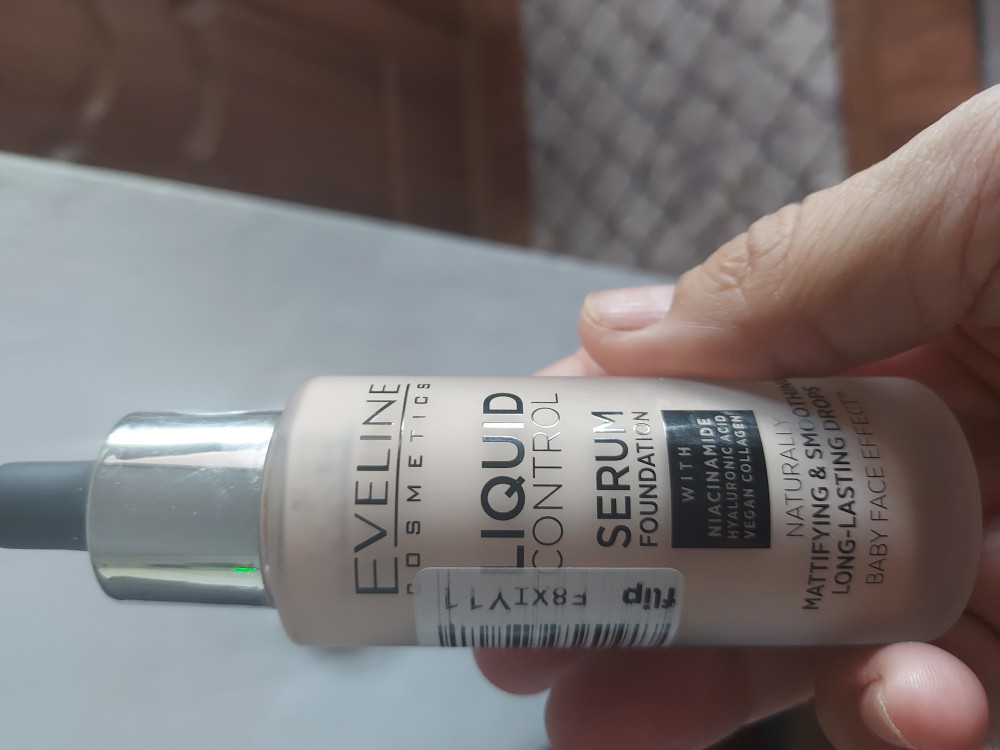 EVELINE
COSMETICS
LIQUID
CONTROL
SERUM
FOUNDATION
WITH
NIACINAMIDE
HYALURONIC ACID
VEGAN COLLAGEN
NATURALLY
MATTIFYING & SMOOTHING
LONG-LASTING DROPS
BABY FACE EFFECT
flip
F8XIY11